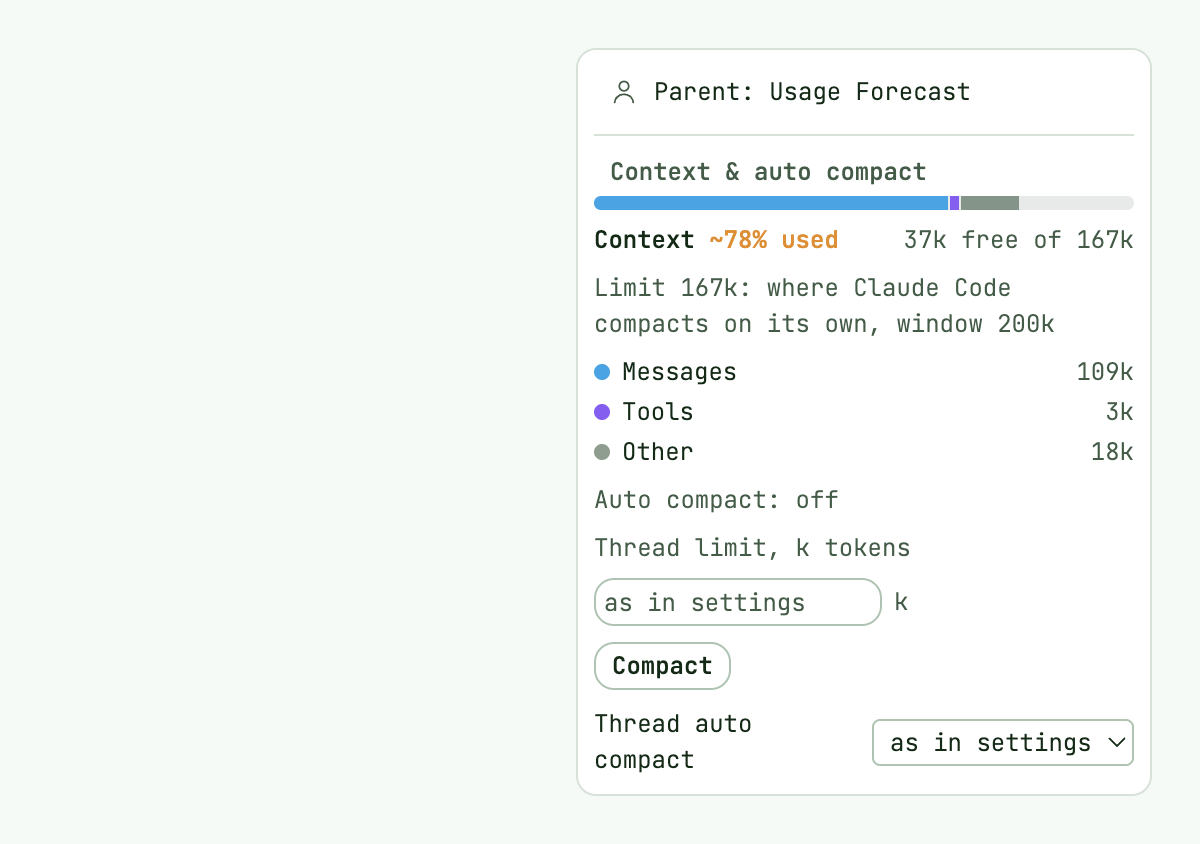 Parent: Usage Forecast
Context & auto compact
Context ~78% used 37k free of 167k
Limit 167k: where Claude Code
compacts on its own, window 200k
Messages 109k
Tools 3k
Other 18k
Auto compact: off
Thread limit, k tokens
as in settings k
Compact
Thread auto
compact
as in settings